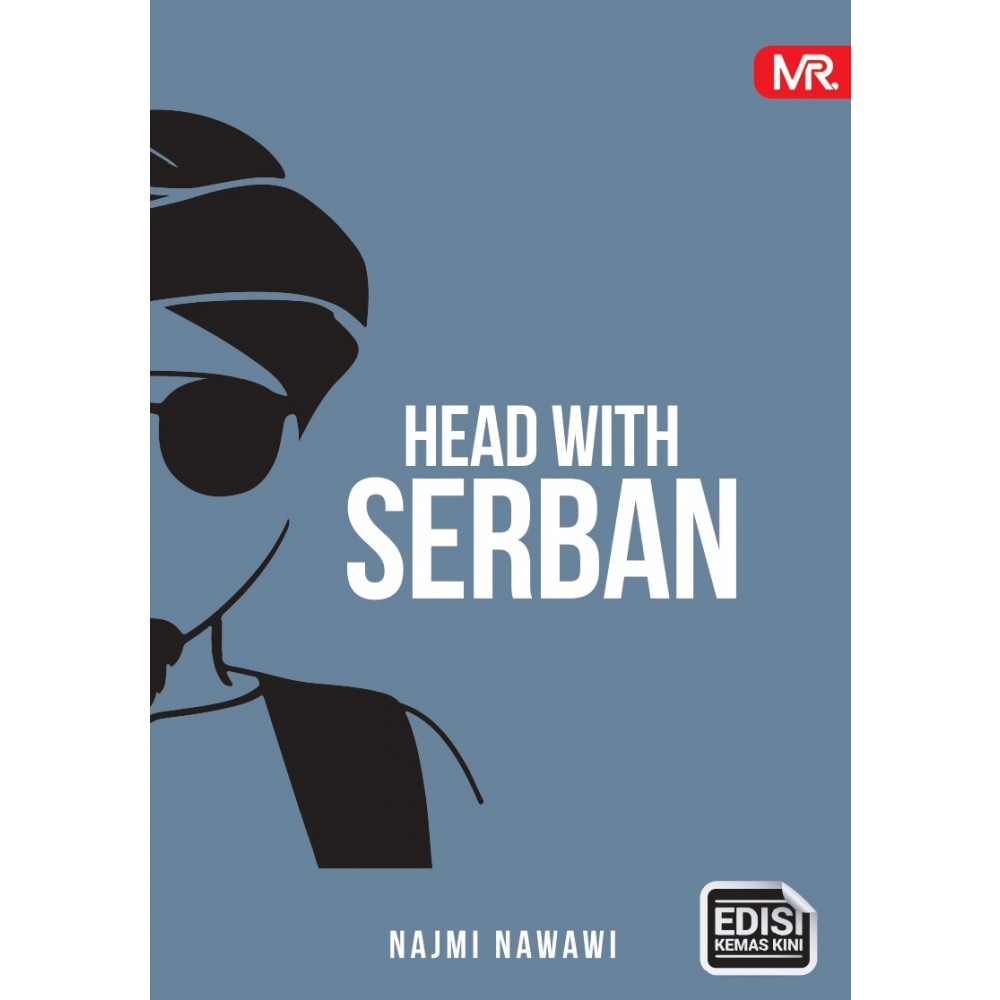 MR.
HEAD WITH
SERBAN
NAJMI NAWAWI
EDISI
KEMAS KINI